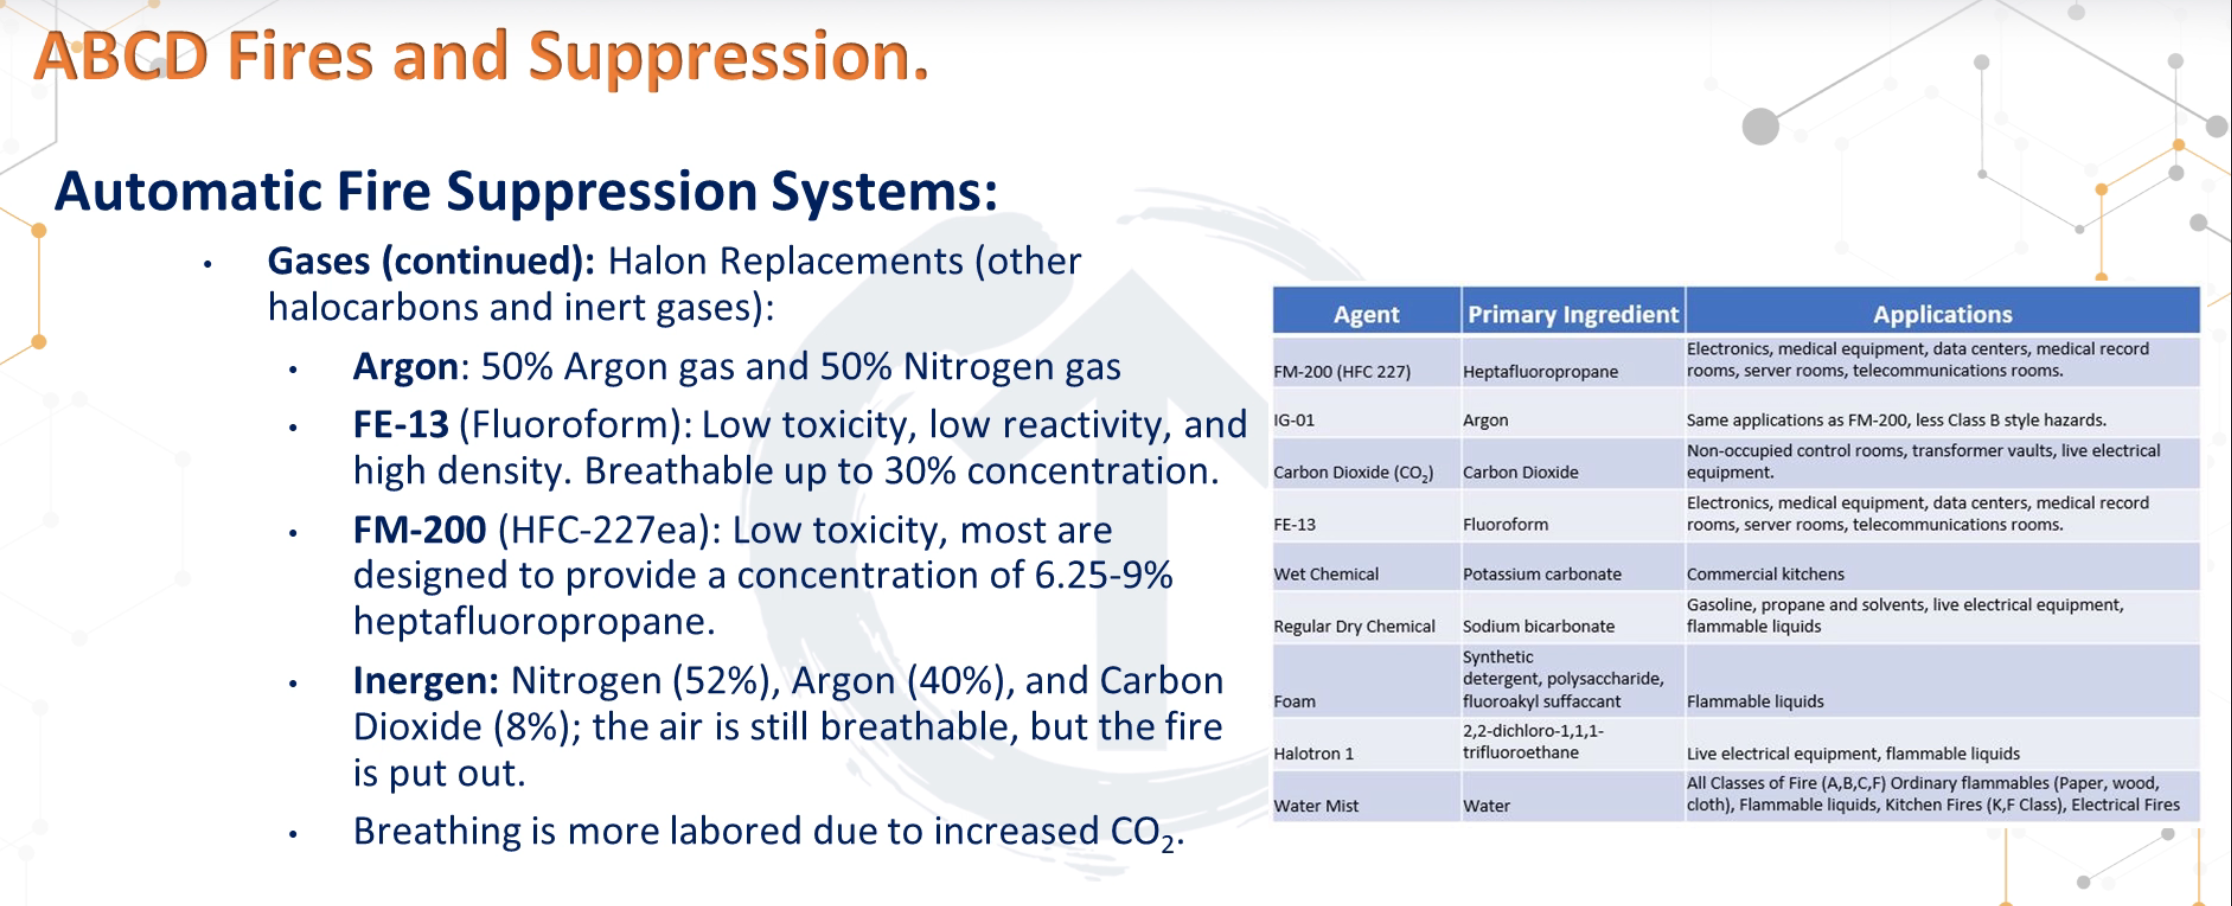 ABCD Fires and Suppression.
Automatic Fire Suppression Systems:
• Gases (continued): Halon Replacements (other
halocarbons and inert gases):
• Argon: 50% Argon gas and 50% Nitrogen gas
• FE-13 (Fluoroform): Low toxicity, low reactivity, and
high density. Breathable up to 30% concentration.
• FM-200 (HFC-227ea): Low toxicity, most are
designed to provide a concentration of 6.25-9%
heptafluoropropane.
• Inergen: Nitrogen (52%), Argon (40%), and Carbon
Dioxide (8%); the air is still breathable, but the fire
is put out.
• Breathing is more labored due to increased CO₂.
Agent Primary Ingredient Applications
Electronics, medical equipment, data centers, medical record
FM-200 (HFC 227) Heptafluoropropane rooms, server rooms, telecommunications rooms.
IG-01 Argon Same applications as FM-200, less Class B style hazards.
Non-occupied control rooms, transformer vaults, live electrical
Carbon Dioxide (CO₂) Carbon Dioxide equipment.
Electronics, medical equipment, data centers, medical record
FE-13 Fluoroform rooms, server rooms, telecommunications rooms.
Wet Chemical Potassium carbonate Commercial kitchens
Gasoline, propane and solvents, live electrical equipment,
Regular Dry Chemical Sodium bicarbonate flammable liquids
Synthetic
detergent, polysaccharide,
Foam fluoroakyl suffaccant Flammable liquids
2,2-dichloro-1,1,1-
Halotron 1 trifluoroethane Live electrical equipment, flammable liquids
All Classes of Fire (A,B,C,F) Ordinary flammables (Paper, wood,
Water Mist Water cloth), Flammable liquids, Kitchen Fires (K,F Class), Electrical Fires